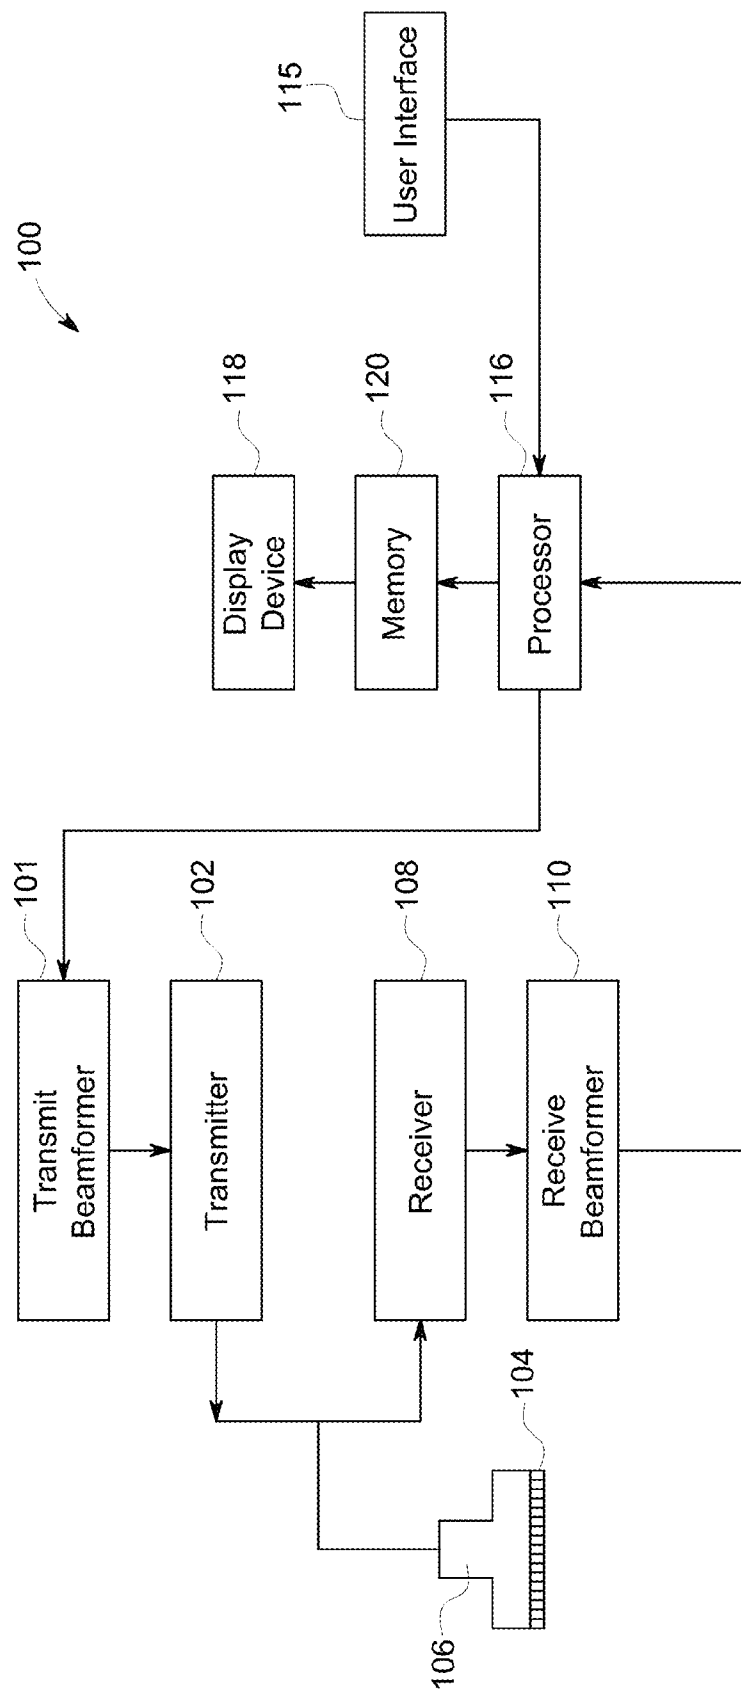 100
101
Transmit
Beamformer
102
Transmitter
118
Display
Device
115
User Interface
120
Memory
108
Receiver
116
Processor
110
Receive
Beamformer
106
104